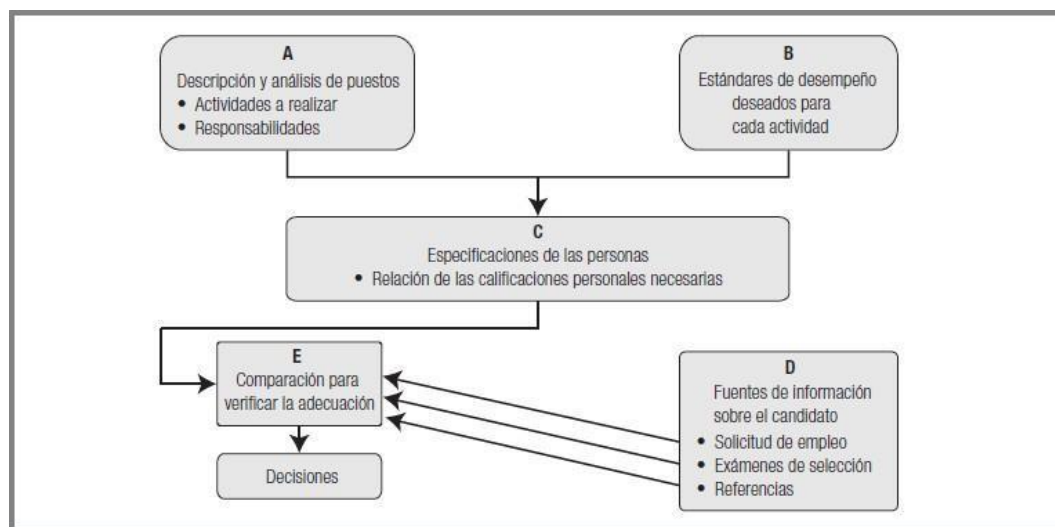 A
Descripción y análisis de puestos
• Actividades a realizar
• Responsabilidades
B
Estándares de desempeño
deseados para
cada actividad
C
Especificaciones de las personas
• Relación de las calificaciones personales necesarias
E
Comparación para
verificar la adecuación
D
Fuentes de información
sobre el candidato
• Solicitud de empleo
• Exámenes de selección
• Referencias
Decisiones